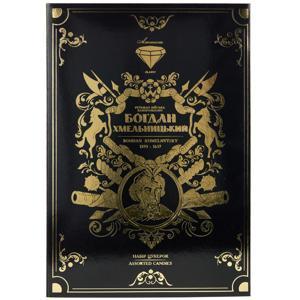 БОГДАН
ХМЕЛЬНИЦЬКИЙ
BOHDAN KHMELNYTSKY
1595 - 1657
НАБІР ЦУКЕРОК
ASSORTED CANDIES